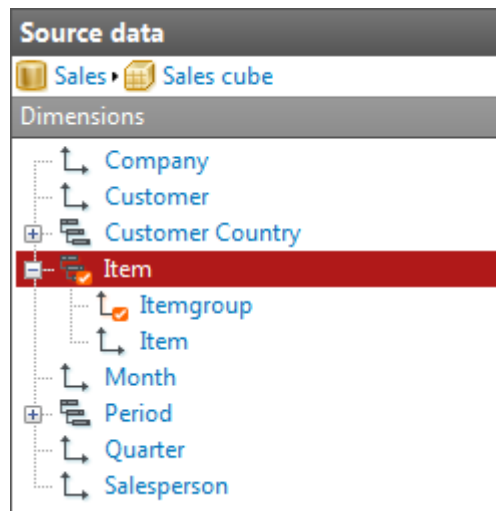 Source data
Sales Sales cube
Dimensions
Company
Customer
Customer Country
Item
Itemgroup
Item
Month
Period
Quarter
Salesperson